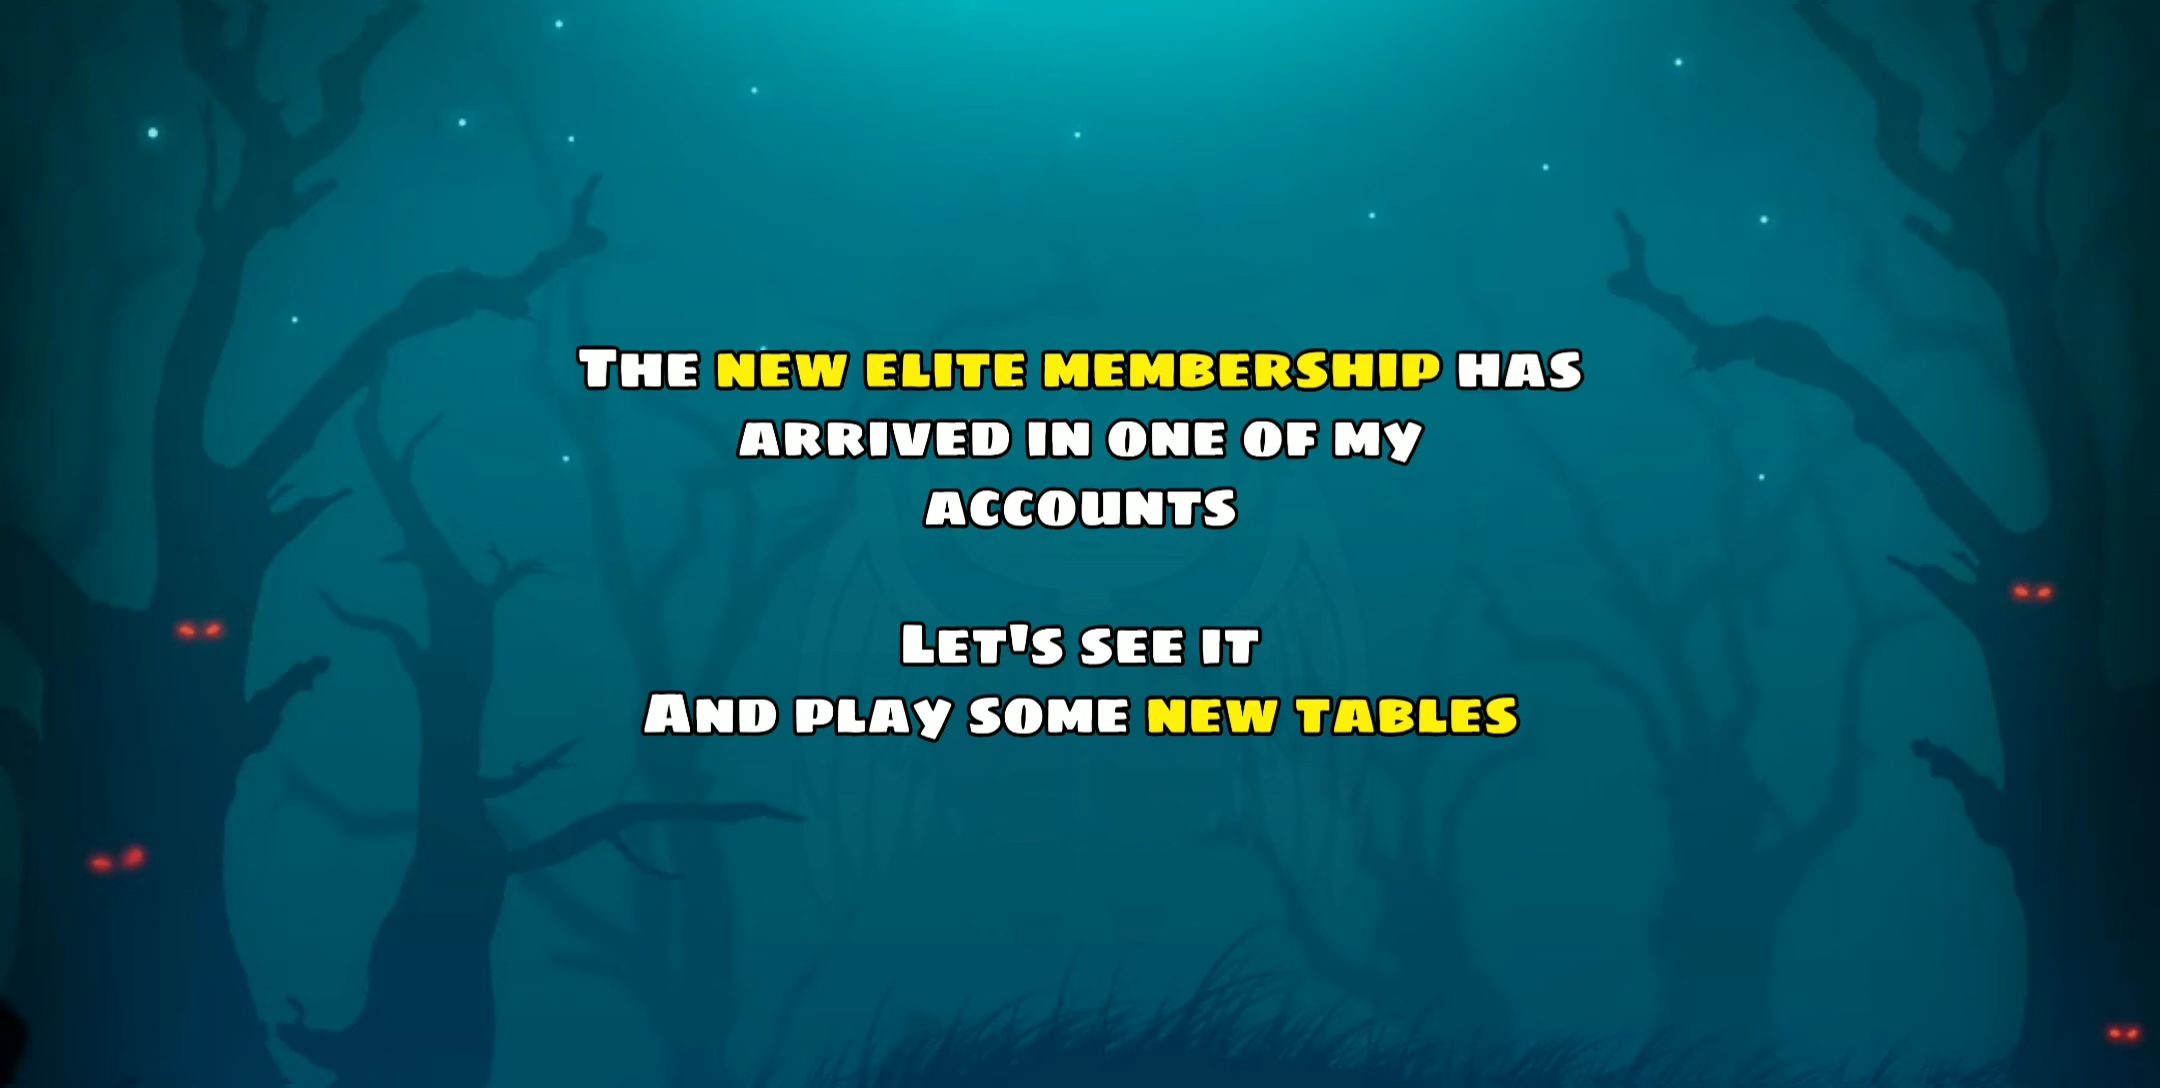 The new elite membership has
arrived in one of my
accounts
Let's see it
And play some new tables